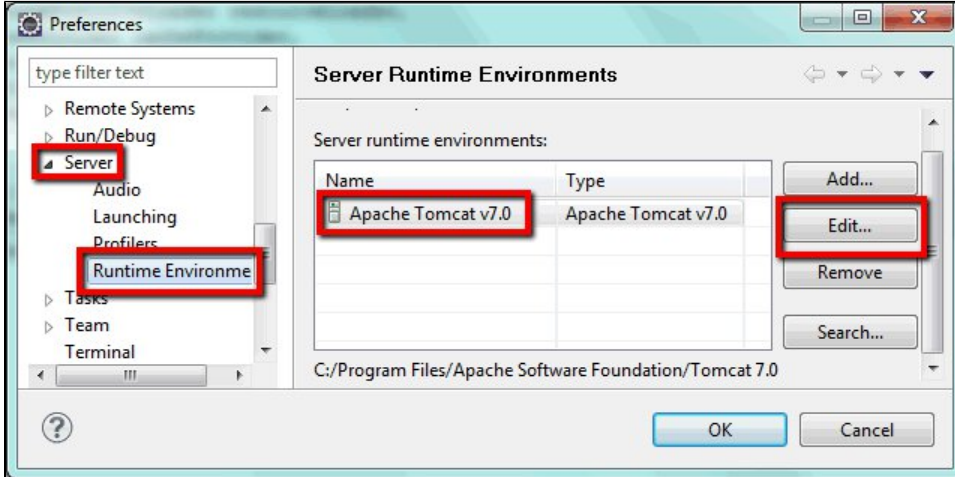 Preferences
type filter text
Remote Systems
Run/Debug
Server
Audio
Launching
Profilers
Runtime Environme
Tasks
Team
Terminal
Server Runtime Environments
Server runtime environments:
Name Type
Apache Tomcat v7.0 Apache Tomcat v7.0
C:/Program Files/Apache Software Foundation/Tomcat 7.0
Add...
Edit...
Remove
Search...
OK Cancel